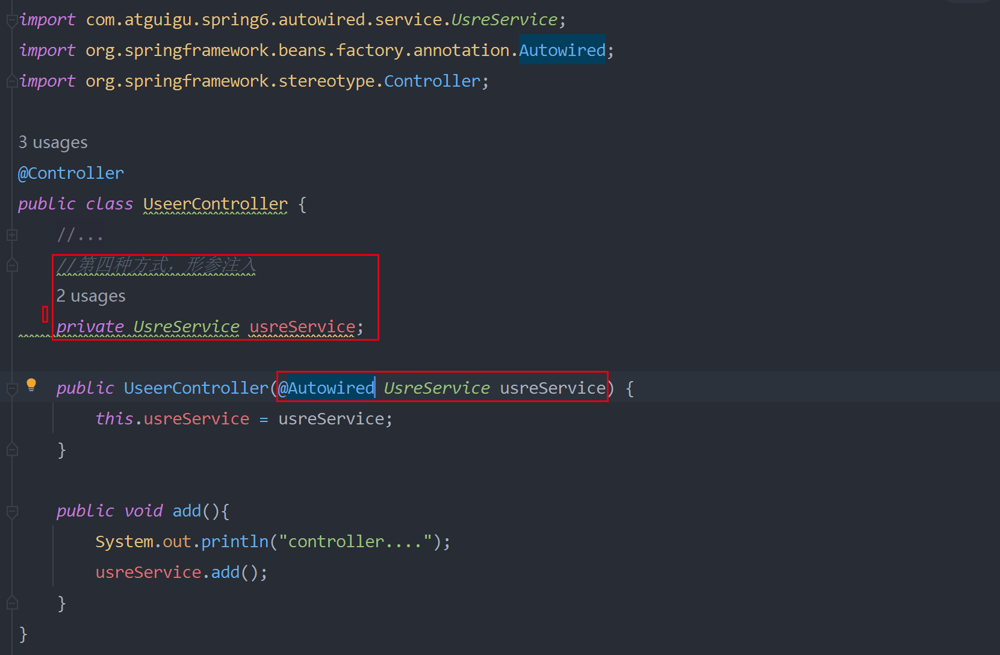 import com.atguigu.spring6.autowired.service.UsreService;
import org.springframework.beans.factory.annotation.Autowired;
import org.springframework.stereotype.Controller;
3 usages
@Controller
public class UseerController {
//...
//第四种方式，形参注入
2 usages
private UsreService usreService;
public UseerController(@Autowired UsreService usreService) {
this.usreService = usreService;
}
public void add(){
System.out.println("controller....");
usreService.add();
}
}